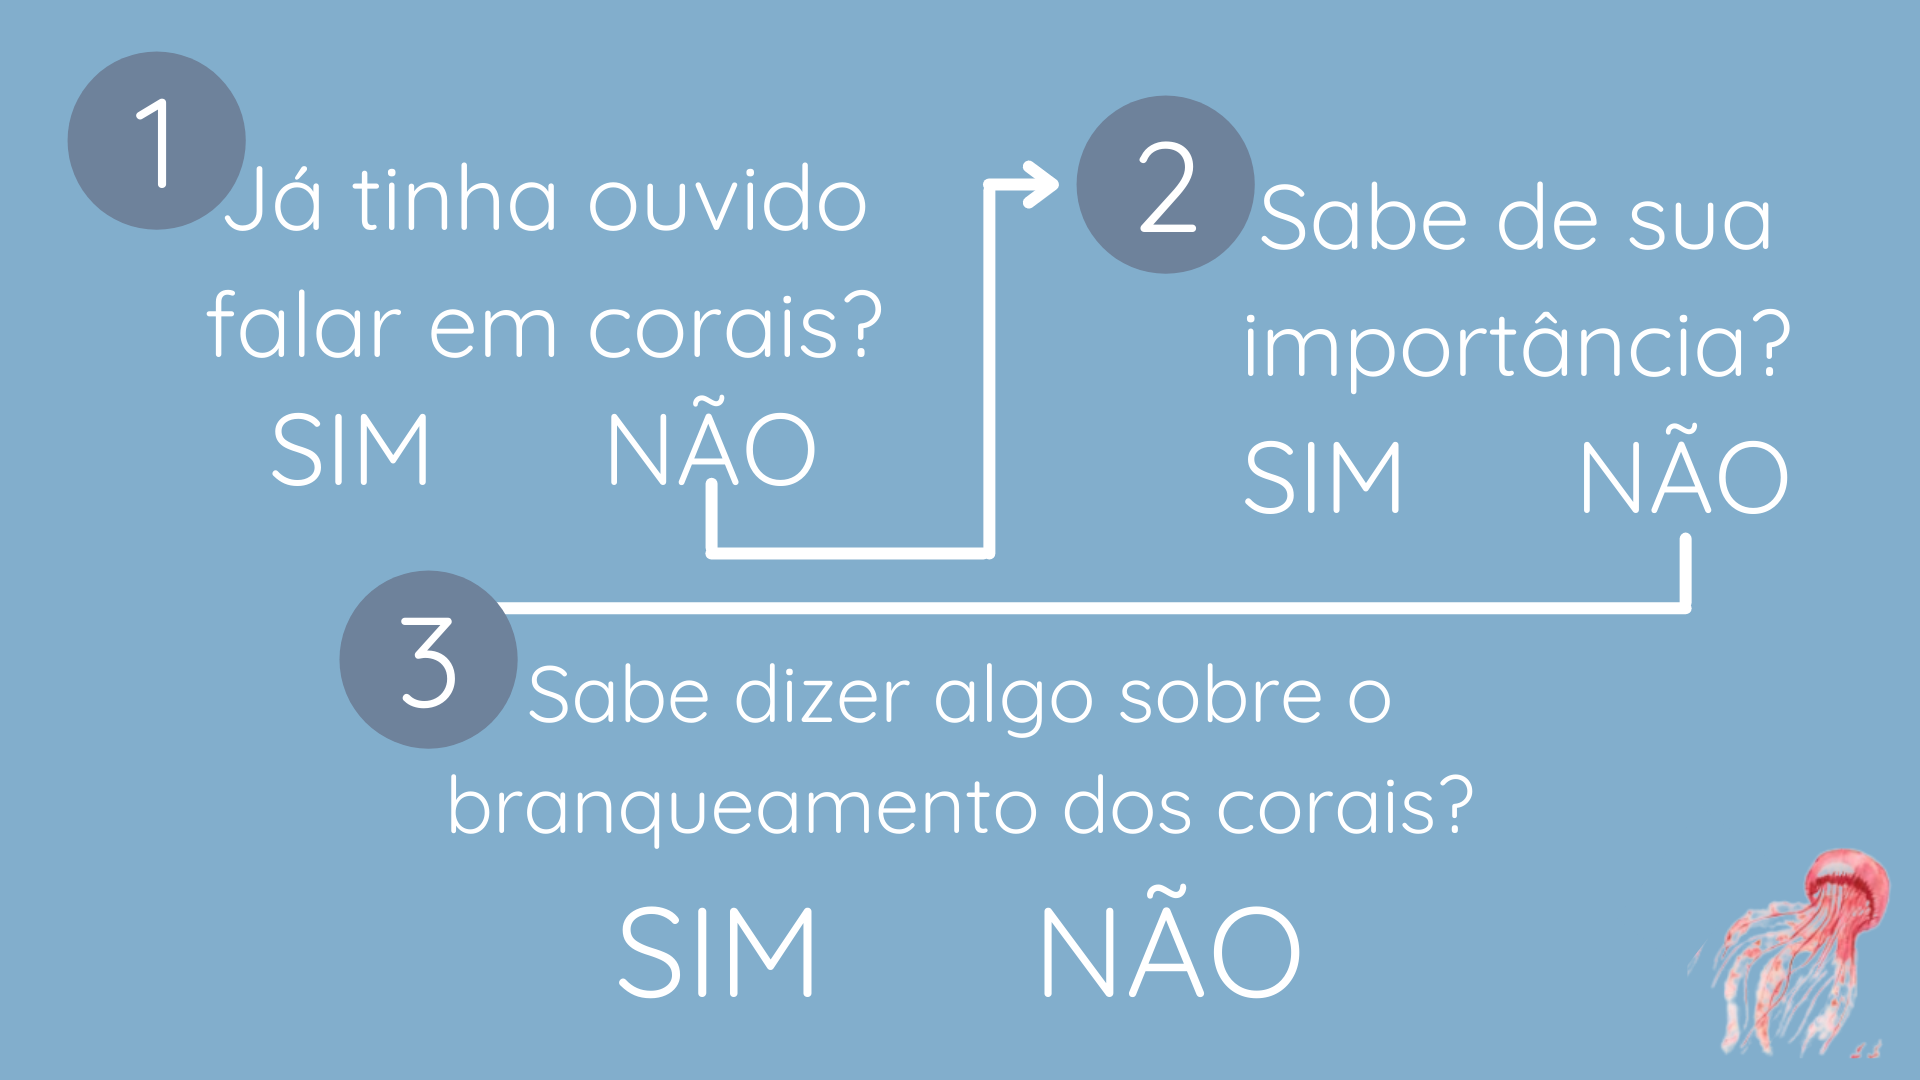 1
Já tinha ouvido
falar em corais?
SIM NÃO
2
Sabe de sua
importância?
SIM NÃO
3
Sabe dizer algo sobre o
branqueamento dos corais?
SIM NÃO